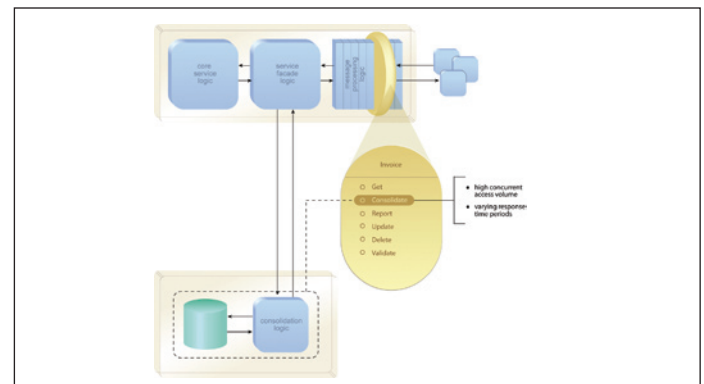 core
service
logic
service
facade
logic
message
processing
logic
Invoice
Get
Consolidate
Report
Update
Delete
Validate
high concurrent
access volume
varying response-
time periods
consolidation
logic